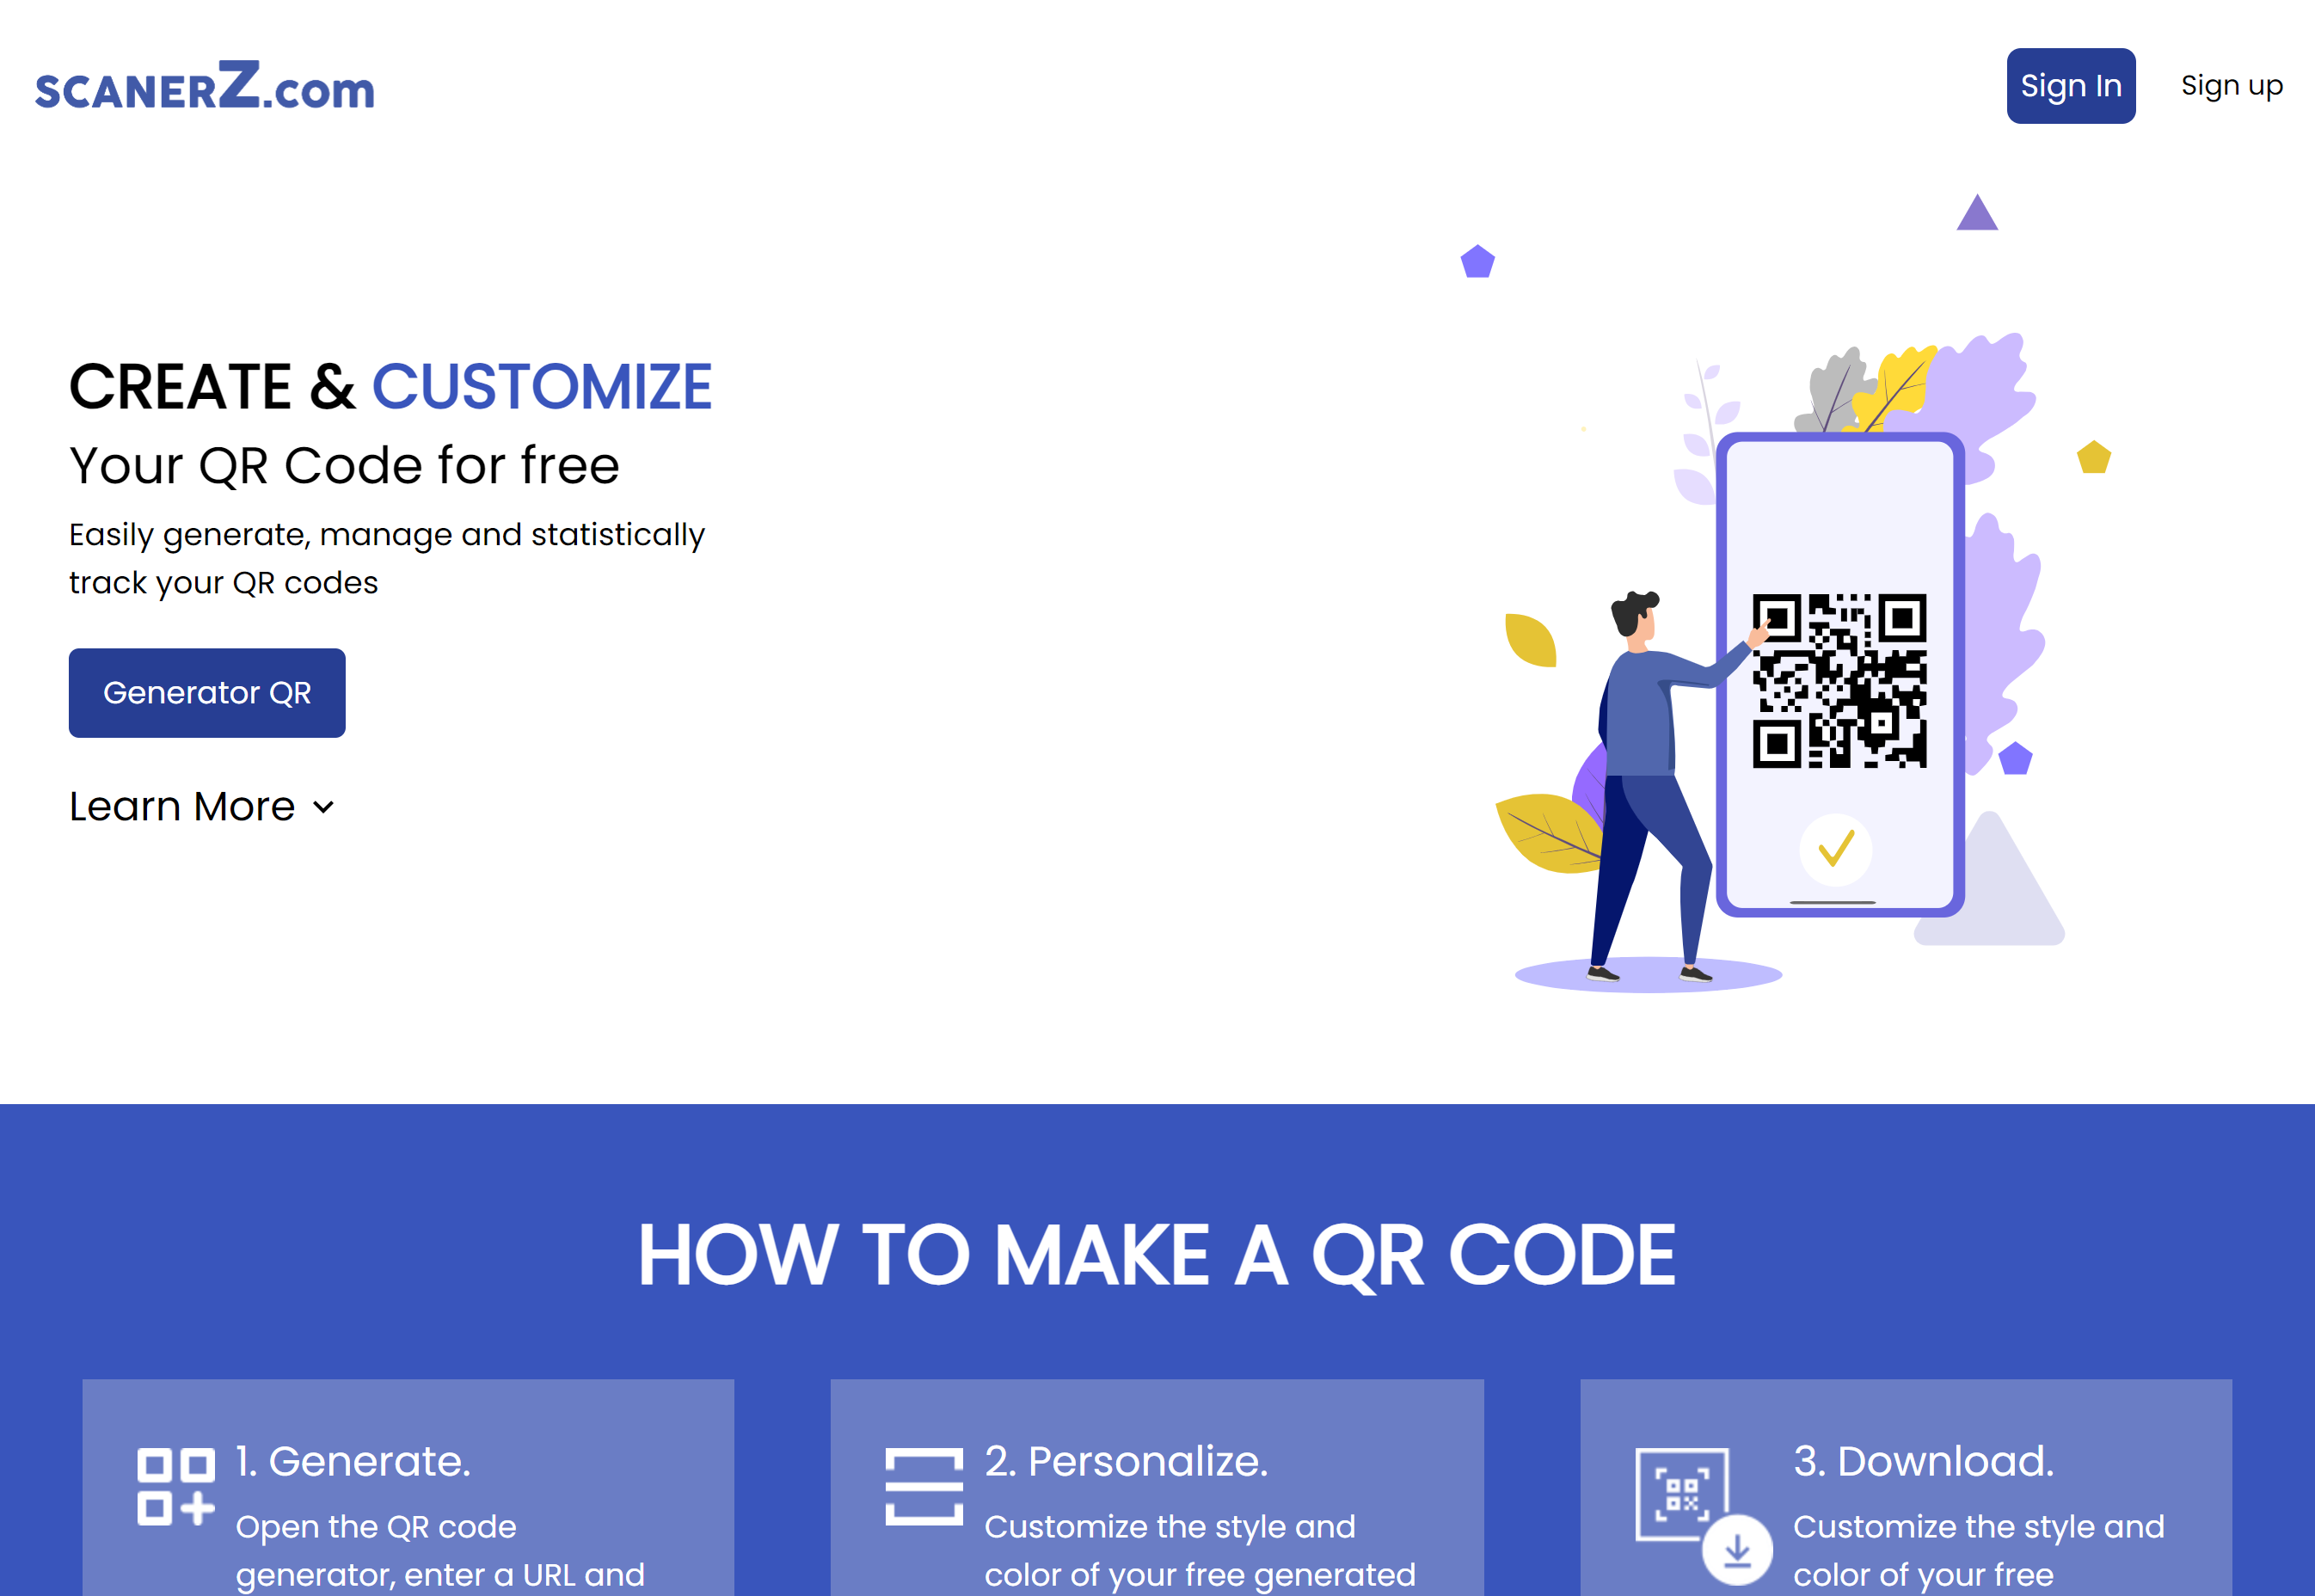 SCANERZ.com
Sign In
Sign up
CREATE & CUSTOMIZE
Your QR Code for free
Easily generate, manage and statistically
track your QR codes
Generator QR
Learn More
HOW TO MAKE A QR CODE
1. Generate.
Open the QR code
generator, enter a URL and
2. Personalize.
Customize the style and
color of your free generated
3. Download.
Customize the style and
color of your free